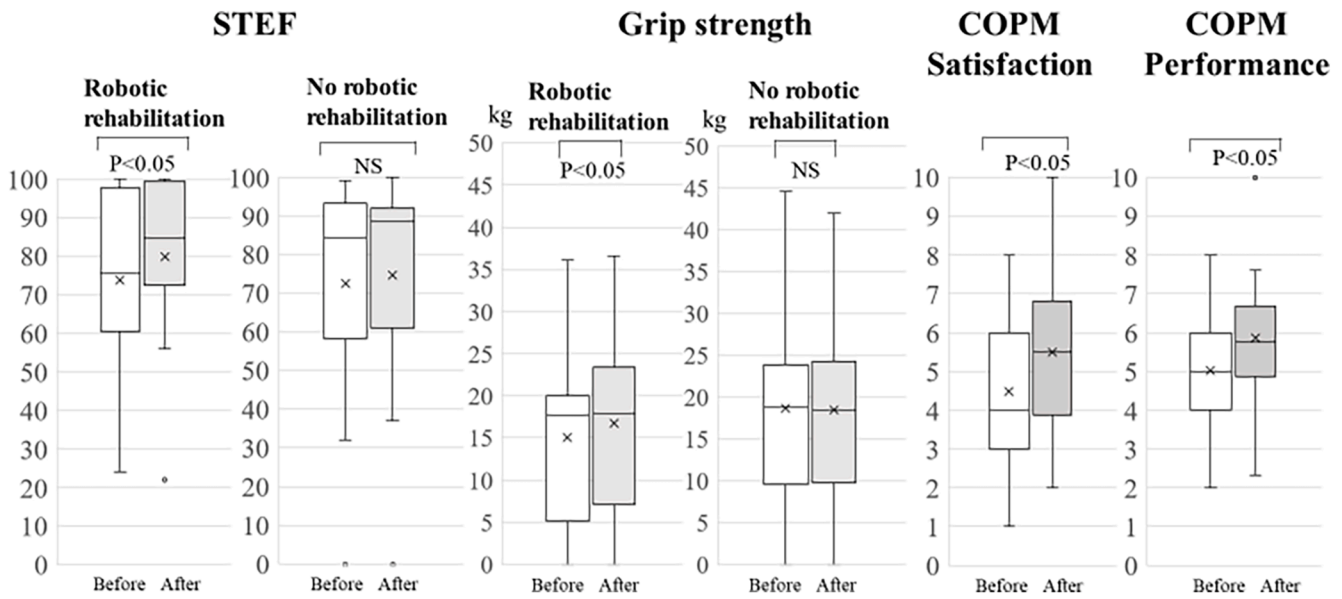 STEF
Grip strength
COPM
Satisfaction
COPM
Performance
Robotic
rehabilitation
P<0.05
100
90
80
70
60
50
40
30
20
10
0
Before After
No robotic
rehabilitation
NS
100
90
80
70
60
50
40
30
20
10
0
Before After
kg
Robotic
rehabilitation
P<0.05
50
45
40
35
30
25
20
15
10
5
0
Before After
kg
No robotic
rehabilitation
NS
50
45
40
35
30
25
20
15
10
5
0
Before After
P<0.05
10
9
8
7
6
5
4
3
2
1
0
Before After
P<0.05
10
9
8
7
6
5
4
3
2
1
0
Before After